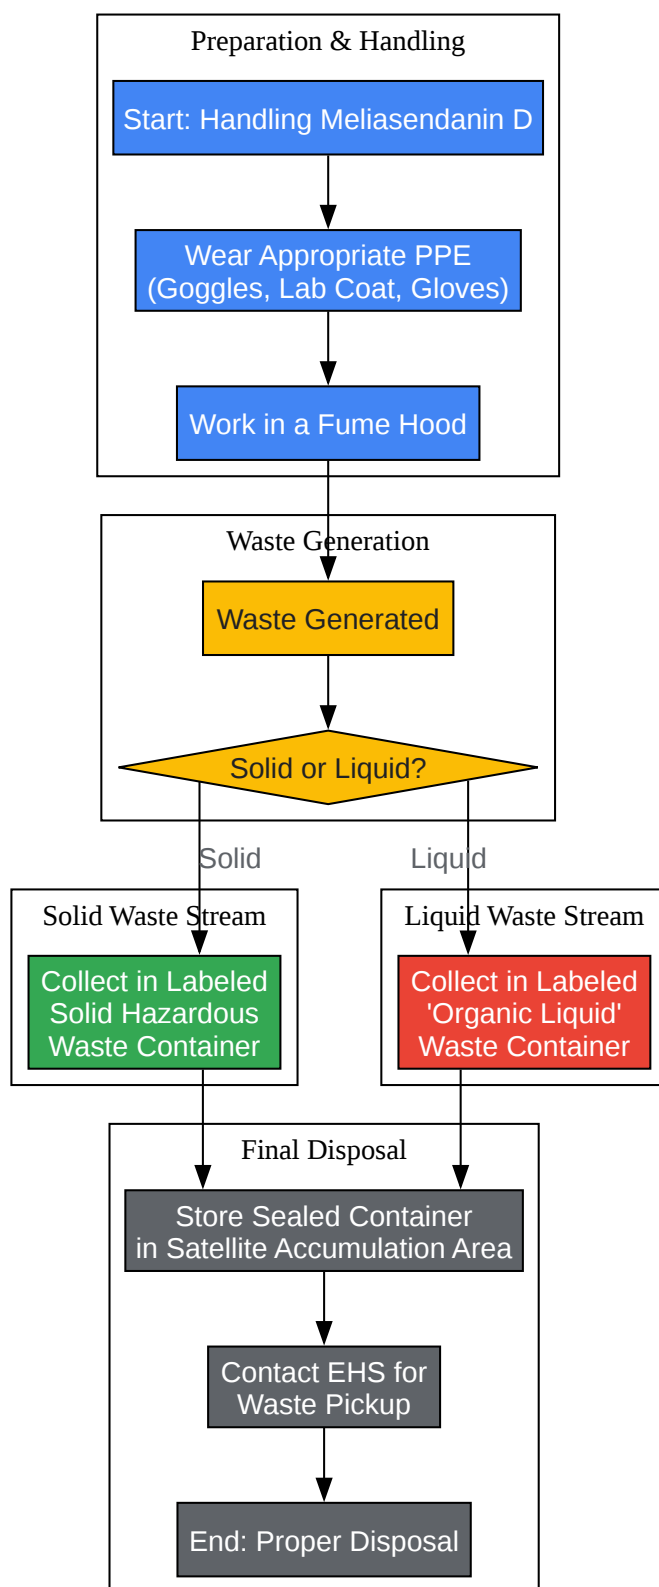 Preparation & Handling
Start: Handling Meliasendanin D
Wear Appropriate PPE
(Goggles, Lab Coat, Gloves)
Work in a Fume Hood
Waste Generation
Waste Generated
Solid or Liquid?
Solid
Liquid
Solid Waste Stream
Collect in Labeled
Solid Hazardous
Waste Container
Liquid Waste Stream
Collect in Labeled
'Organic Liquid'
Waste Container
Final Disposal
Store Sealed Container
in Satellite Accumulation Area
Contact EHS for
Waste Pickup
End: Proper Disposal